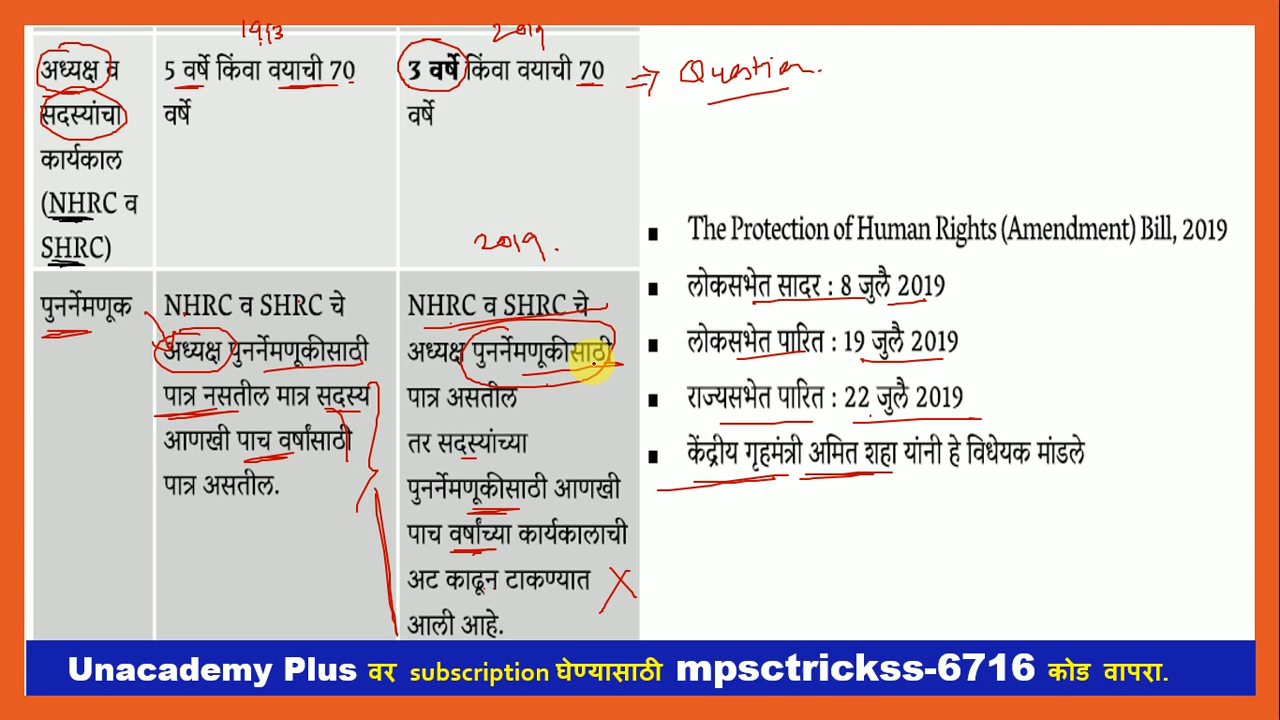 1993
2019
अध्यक्ष व
सदस्यांचा
कार्यकाल
(NHRC व
SHRC)
5 वर्षे किंवा वयाची 70
वर्षे
3 वर्षे किंवा वयाची 70
वर्षे
⇒ Question.
2019.
पुनर्नेमणूक
NHRC व SHRC चे
अध्यक्ष पुनर्नेमणूकीसाठी
पात्र नसतील मात्र सदस्य
आणखी पाच वर्षांसाठी
पात्र असतील.
NHRC व SHRC चे
अध्यक्ष पुनर्नेमणूकीसाठी
पात्र असतील
तर सदस्यांच्या
पुनर्नेमणूकीसाठी आणखी
पाच वर्षांच्या कार्यकालाची
अट काढून टाकण्यात
आली आहे.
▪ The Protection of Human Rights (Amendment) Bill, 2019
▪ लोकसभेत सादर : 8 जुलै 2019
▪ लोकसभेत पारित : 19 जुलै 2019
▪ राज्यसभेत पारित : 22 जुलै 2019
▪ केंद्रीय गृहमंत्री अमित शहा यांनी हे विधेयक मांडले
Unacademy Plus वर subscription घेण्यासाठी mpsctrickss-6716 कोड वापरा.